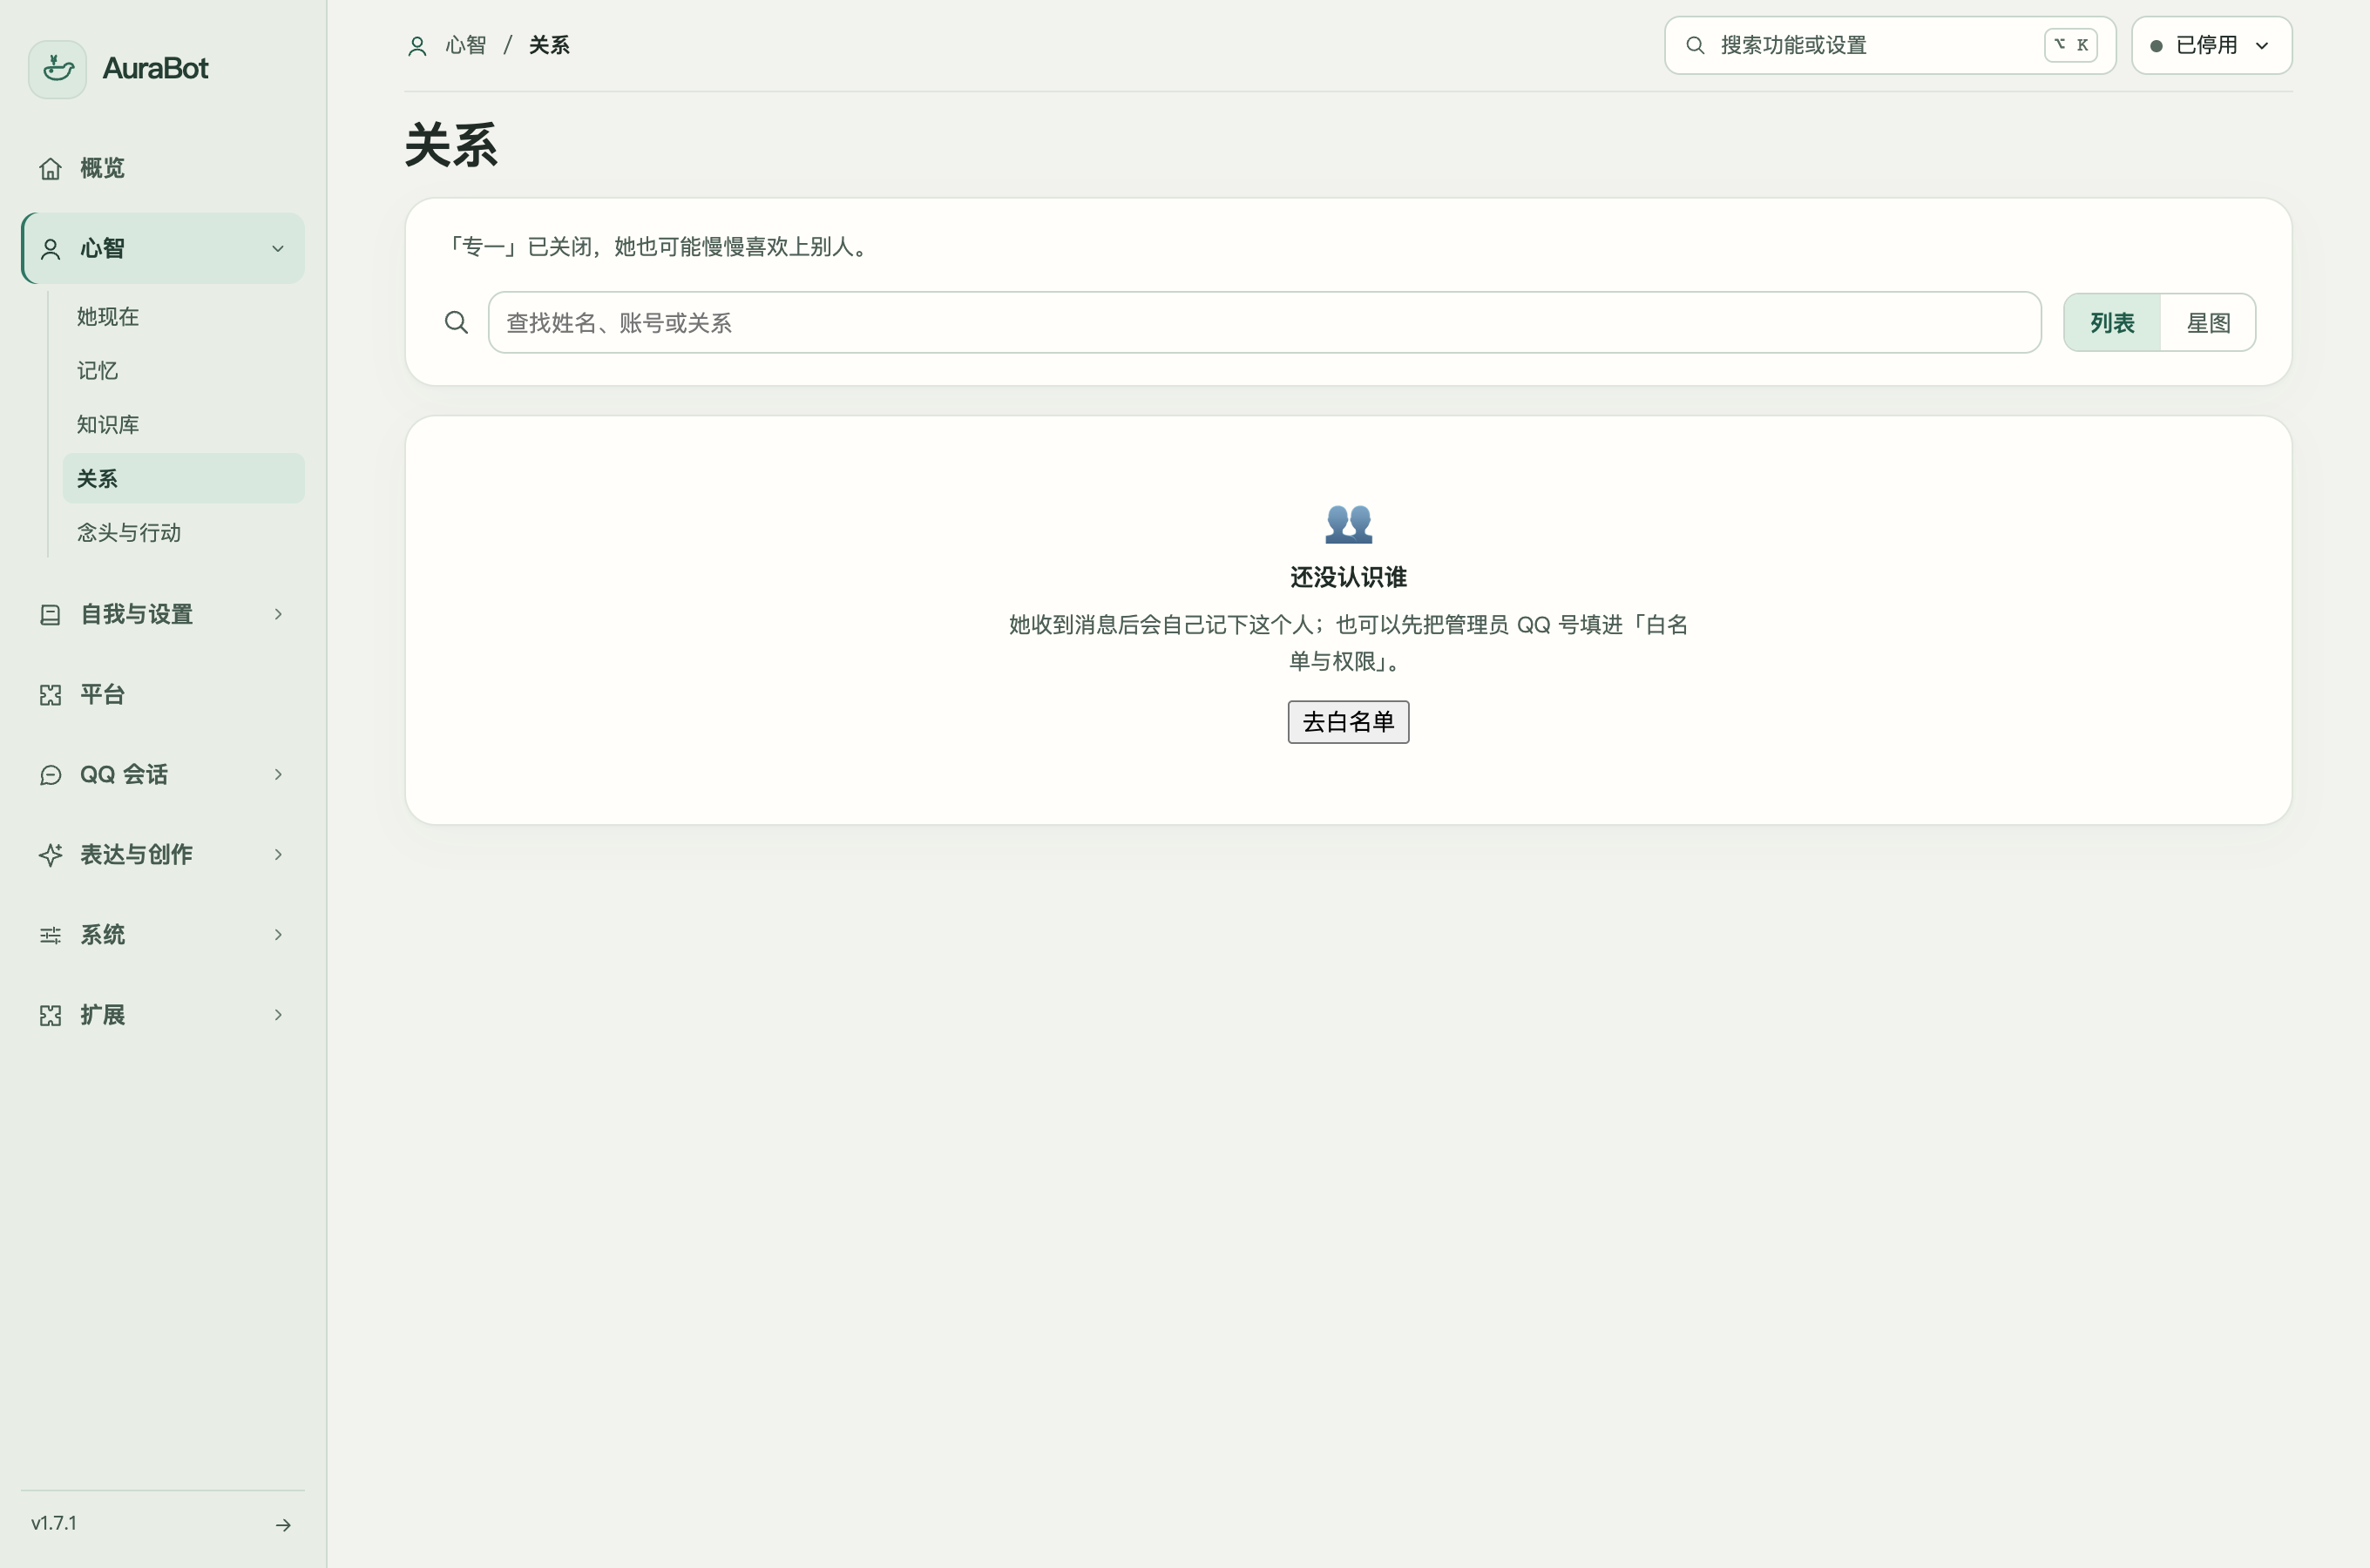 AuraBot
概览
心智
她现在
记忆
知识库
关系
念头与行动
自我与设置
平台
QQ 会话
表达与创作
系统
扩展
v1.7.1
心智 / 关系
搜索功能或设置
⌥ K
已停用
关系
「专一」已关闭，她也可能慢慢喜欢上别人。
查找姓名、账号或关系
列表
星图
还没认识谁
她收到消息后会自己记下这个人；也可以先把管理员 QQ 号填进「白名
单与权限」。
去白名单